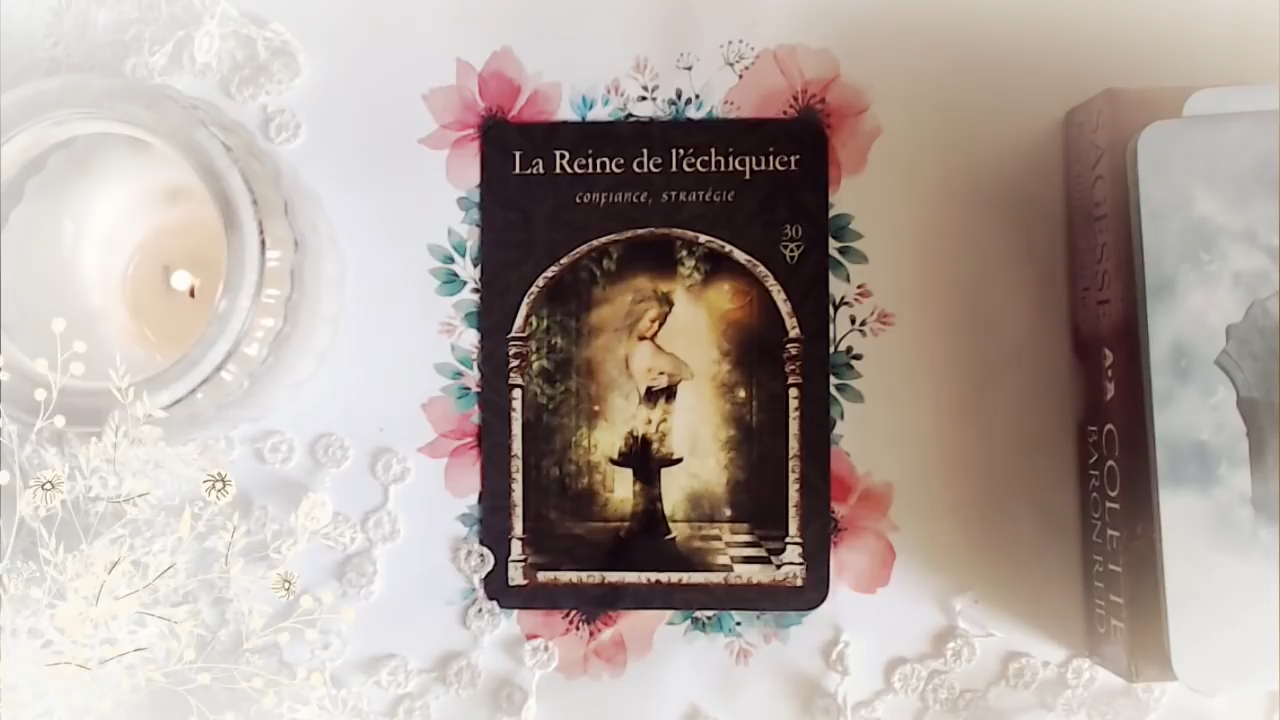 La Reine de l'échiquier
confiance, stratégie
30
SAGESSE
COLETTE
BARON REID